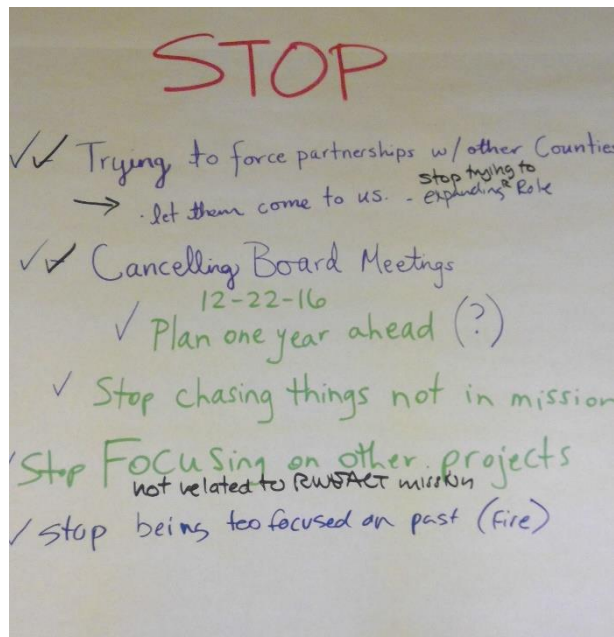 STOP
✓✓ Trying to force partnerships w/ other Counties
→ · let them come to us. - stop trying to
expanding Role
✓✓ Cancelling Board Meetings
12-22-16
✓ Plan one year ahead (?)
✓ Stop chasing things not in mission
✓ Stop FOCUSing on other projects
not related to RWEACT mission
✓ Stop being too focused on past (Fire)